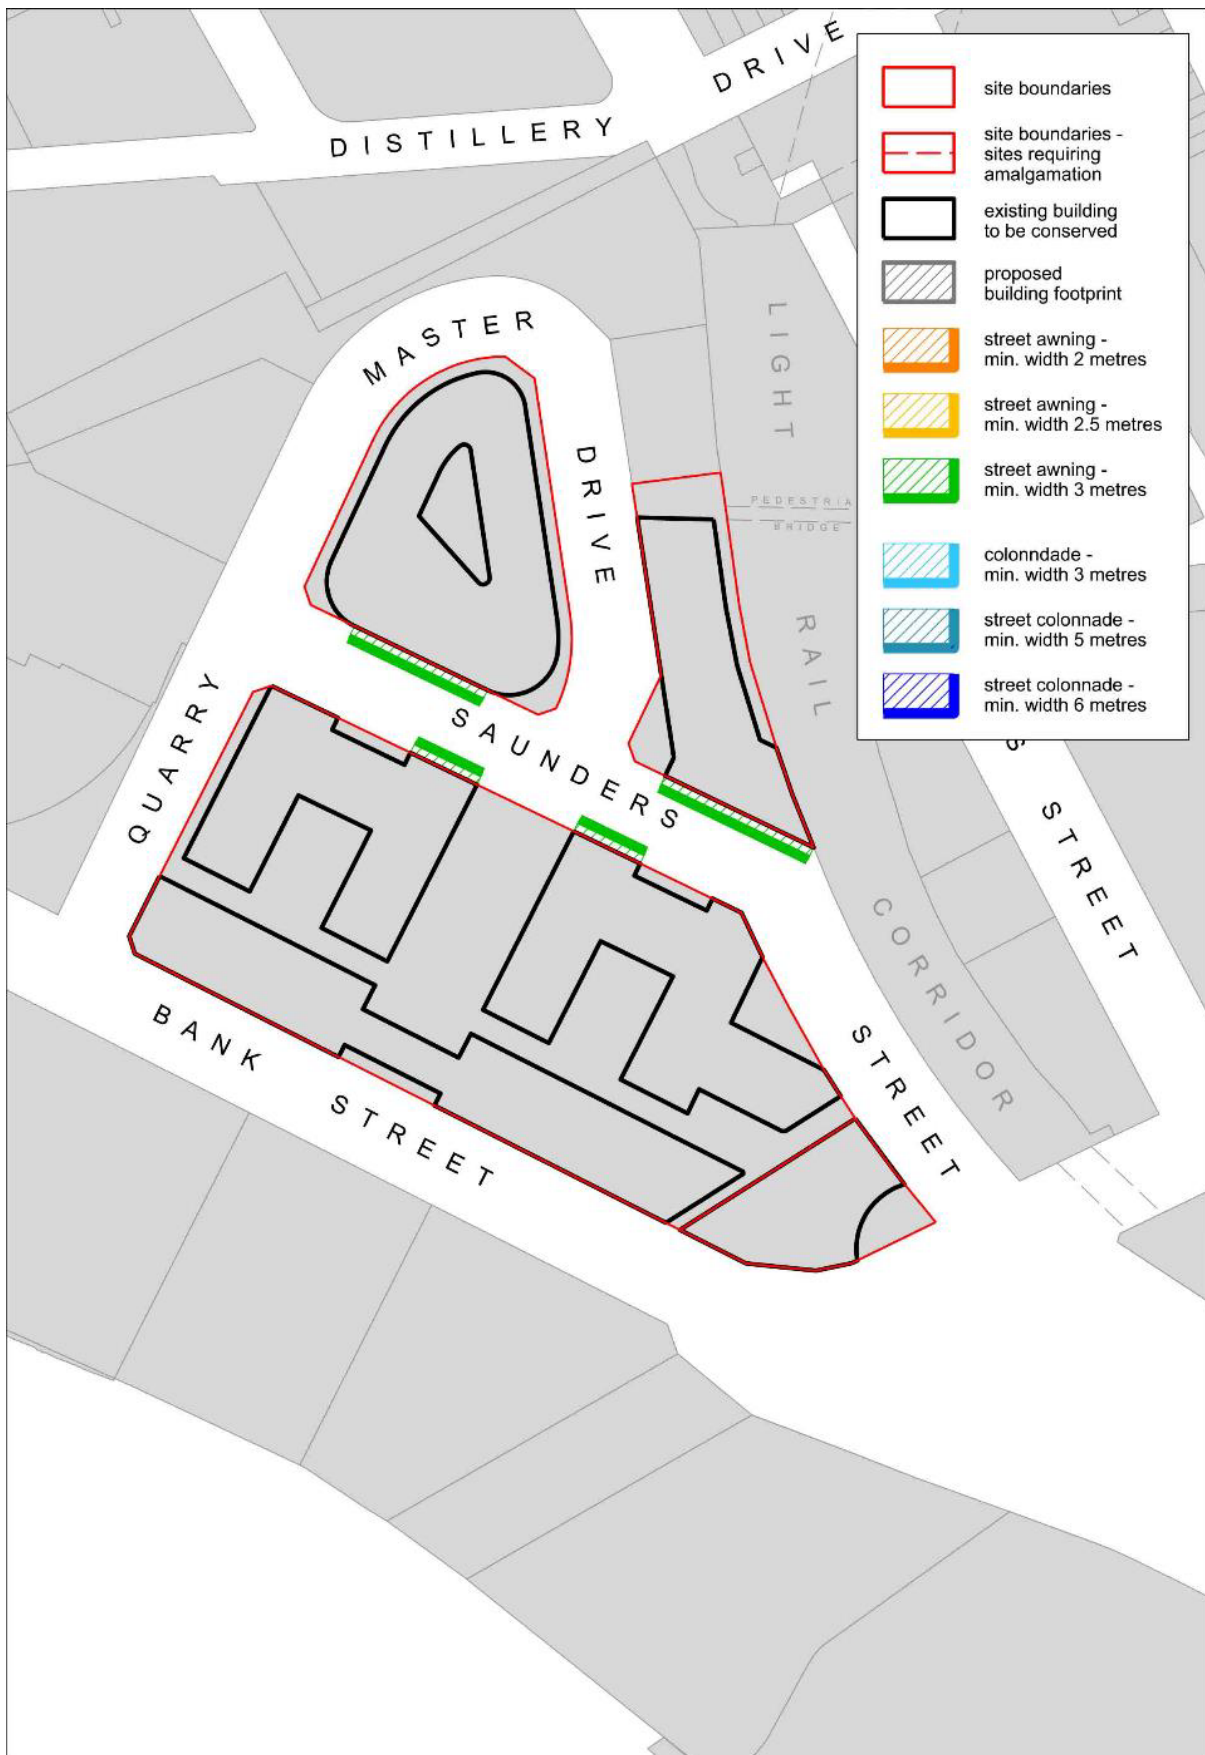 DISTILLERY DRIVE
site boundaries
site boundaries -
sites requiring
amalgamation
existing building
to be conserved
proposed
building footprint
street awning -
min. width 2 metres
street awning -
min. width 2.5 metres
street awning -
min. width 3 metres
colonndade -
min. width 3 metres
street colonnade -
min. width 5 metres
street colonnade -
min. width 6 metres
MASTER DRIVE
LIGHT RAIL CORRIDOR
PEDESTRIA
BRIDGE
QUARRY
SAUNDERS STREET
S STREET
BANK STREET